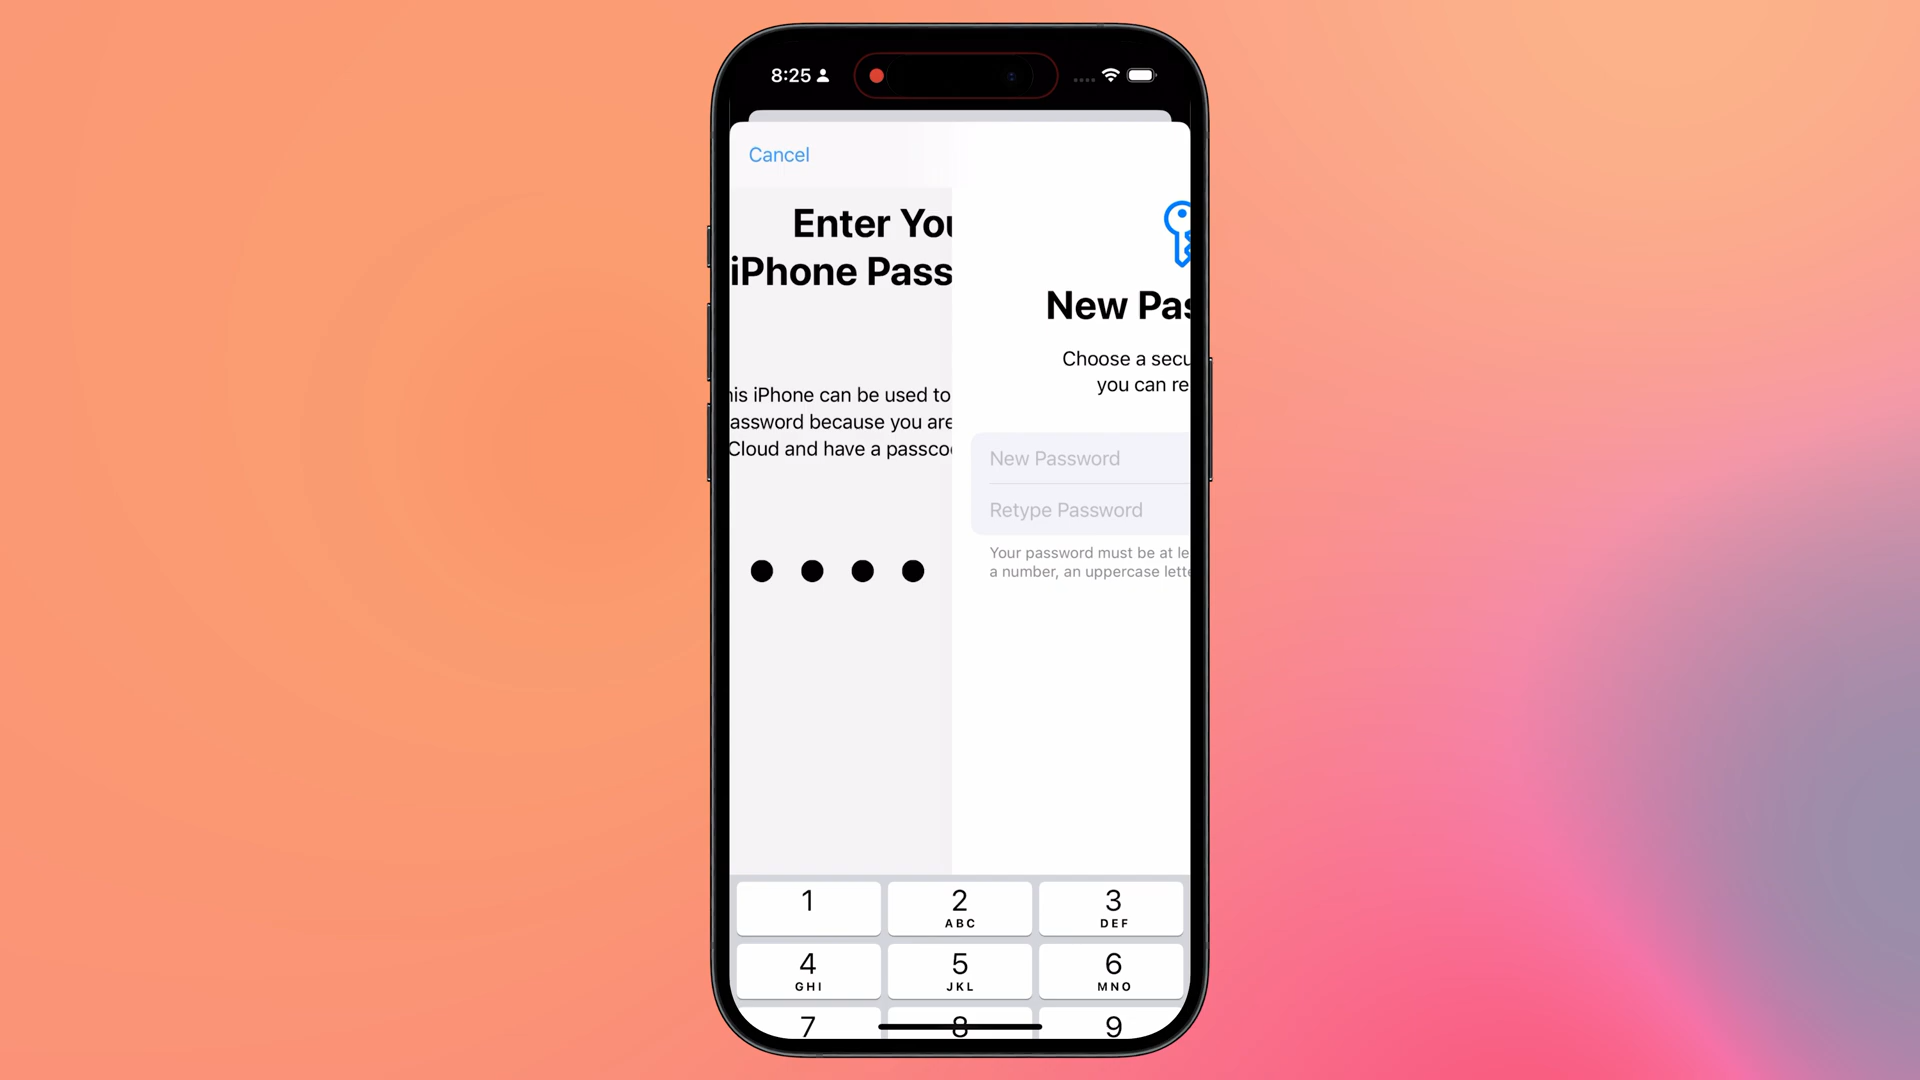 8:25
Cancel
Enter You
iPhone Pass
his iPhone can be used to
assword because you are
Cloud and have a passco
New Pas
Choose a secu
you can re
New Password
Retype Password
Your password must be at le
a number, an uppercase lette
1
2
ABC
3
DEF
4
GHI
5
JKL
6
MNO
7
8
9